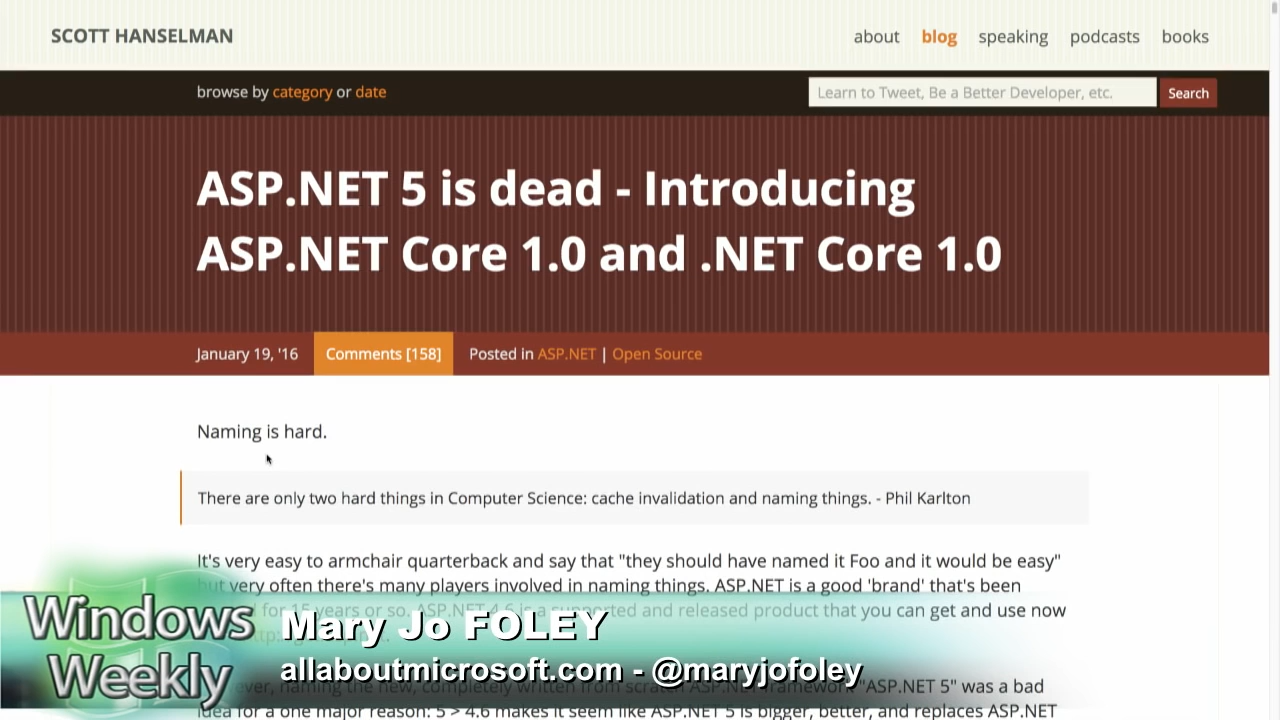 SCOTT HANSELMAN
about blog speaking podcasts books
browse by category or date
Learn to Tweet, Be a Better Developer, etc. Search
ASP.NET 5 is dead - Introducing
ASP.NET Core 1.0 and .NET Core 1.0
January 19, '16 Comments [158] Posted in ASP.NET | Open Source
Naming is hard.
There are only two hard things in Computer Science: cache invalidation and naming things. - Phil Karlton
It's very easy to armchair quarterback and say that "they should have named it Foo and it would be easy"
but very often there's many players involved in naming things. ASP.NET is a good 'brand' that's been
for 15 years or so. ASP.NET 4.6 is a supported and released product that you can get and use now
Windows
Weekly
Mary Jo FOLEY
allaboutmicrosoft.com - @maryjofoley
naming the new, completely written from scratch ASP.NET framework "ASP.NET 5" was a bad
idea for a one major reason: 5 > 4.6 makes it seem like ASP.NET 5 is bigger, better, and replaces ASP.NET